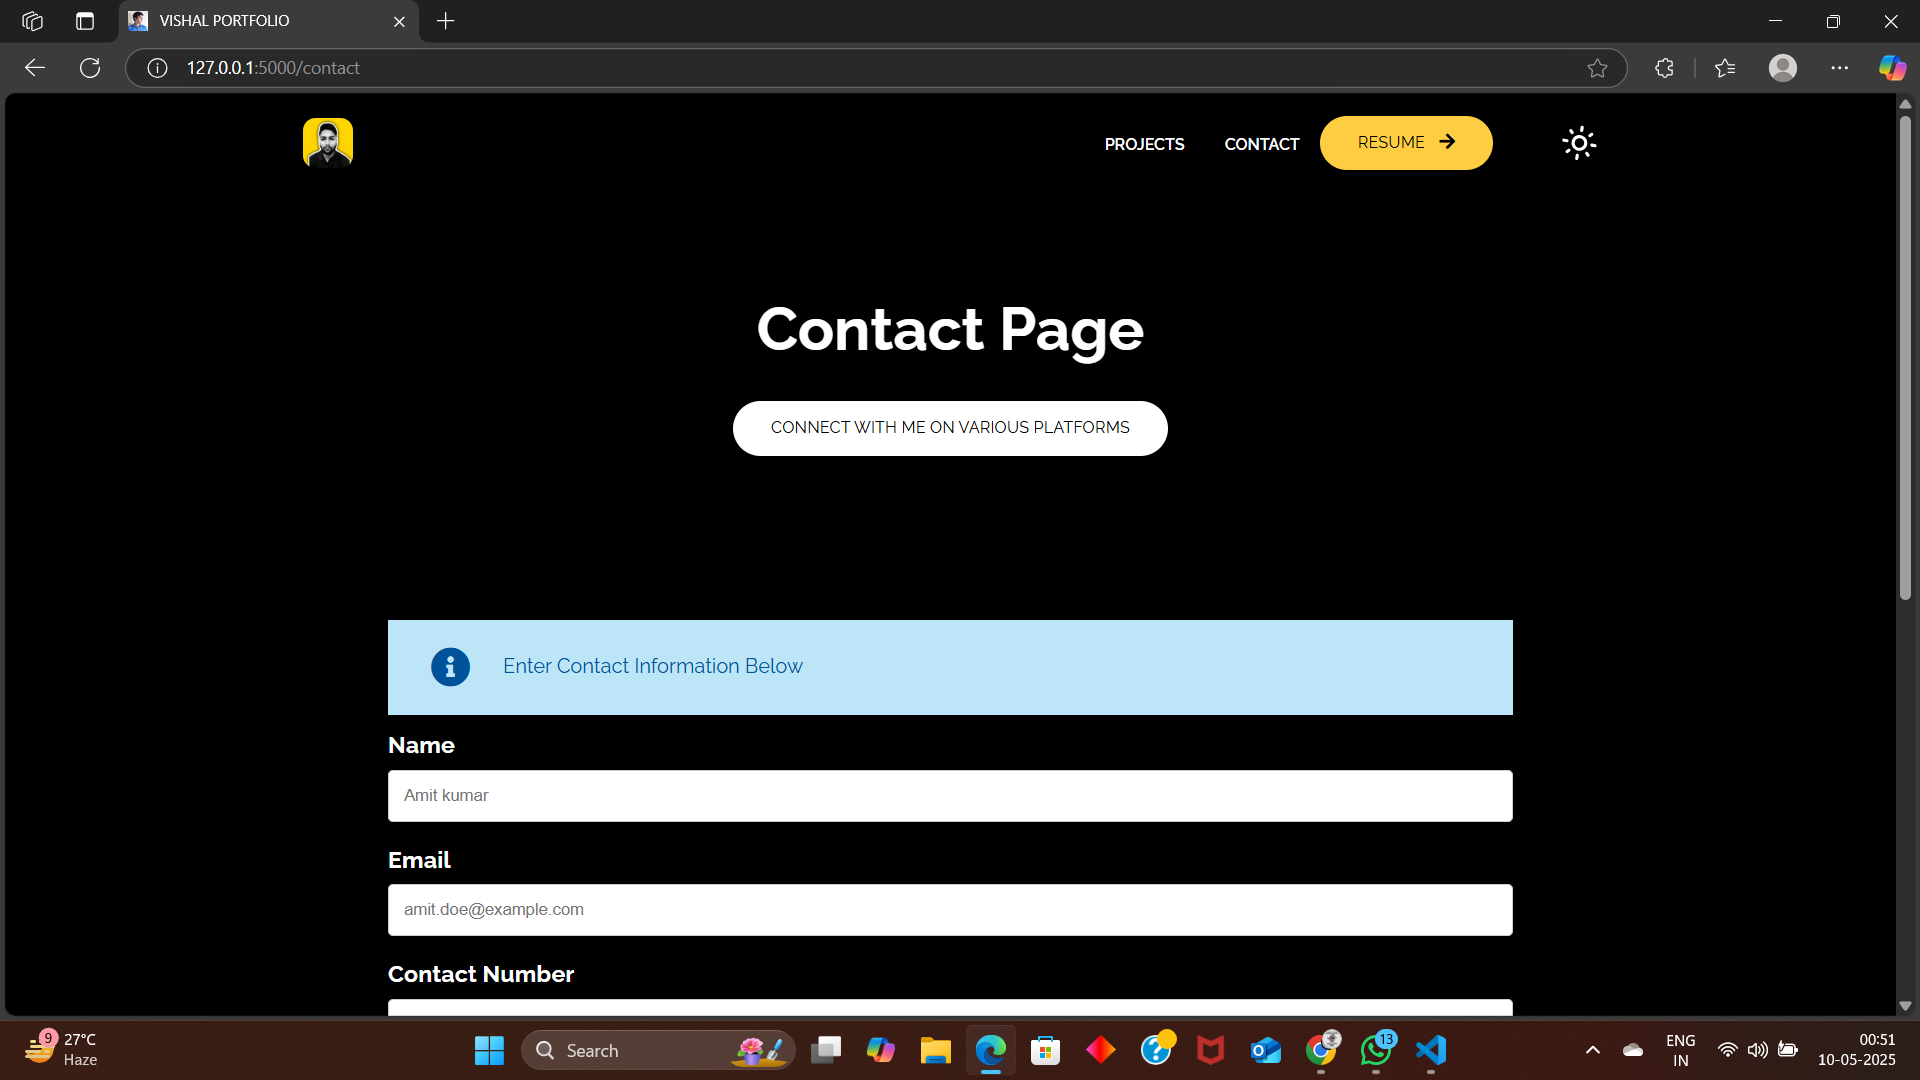 VISHAL PORTFOLIO
127.0.0.1:5000/contact
PROJECTS
CONTACT
RESUME
Contact Page
CONNECT WITH ME ON VARIOUS PLATFORMS
Enter Contact Information Below
Name
Amit kumar
Email
amit.doe@example.com
Contact Number
9
27°C
Haze
Search
13
ENG
IN
00:51
10-05-2025